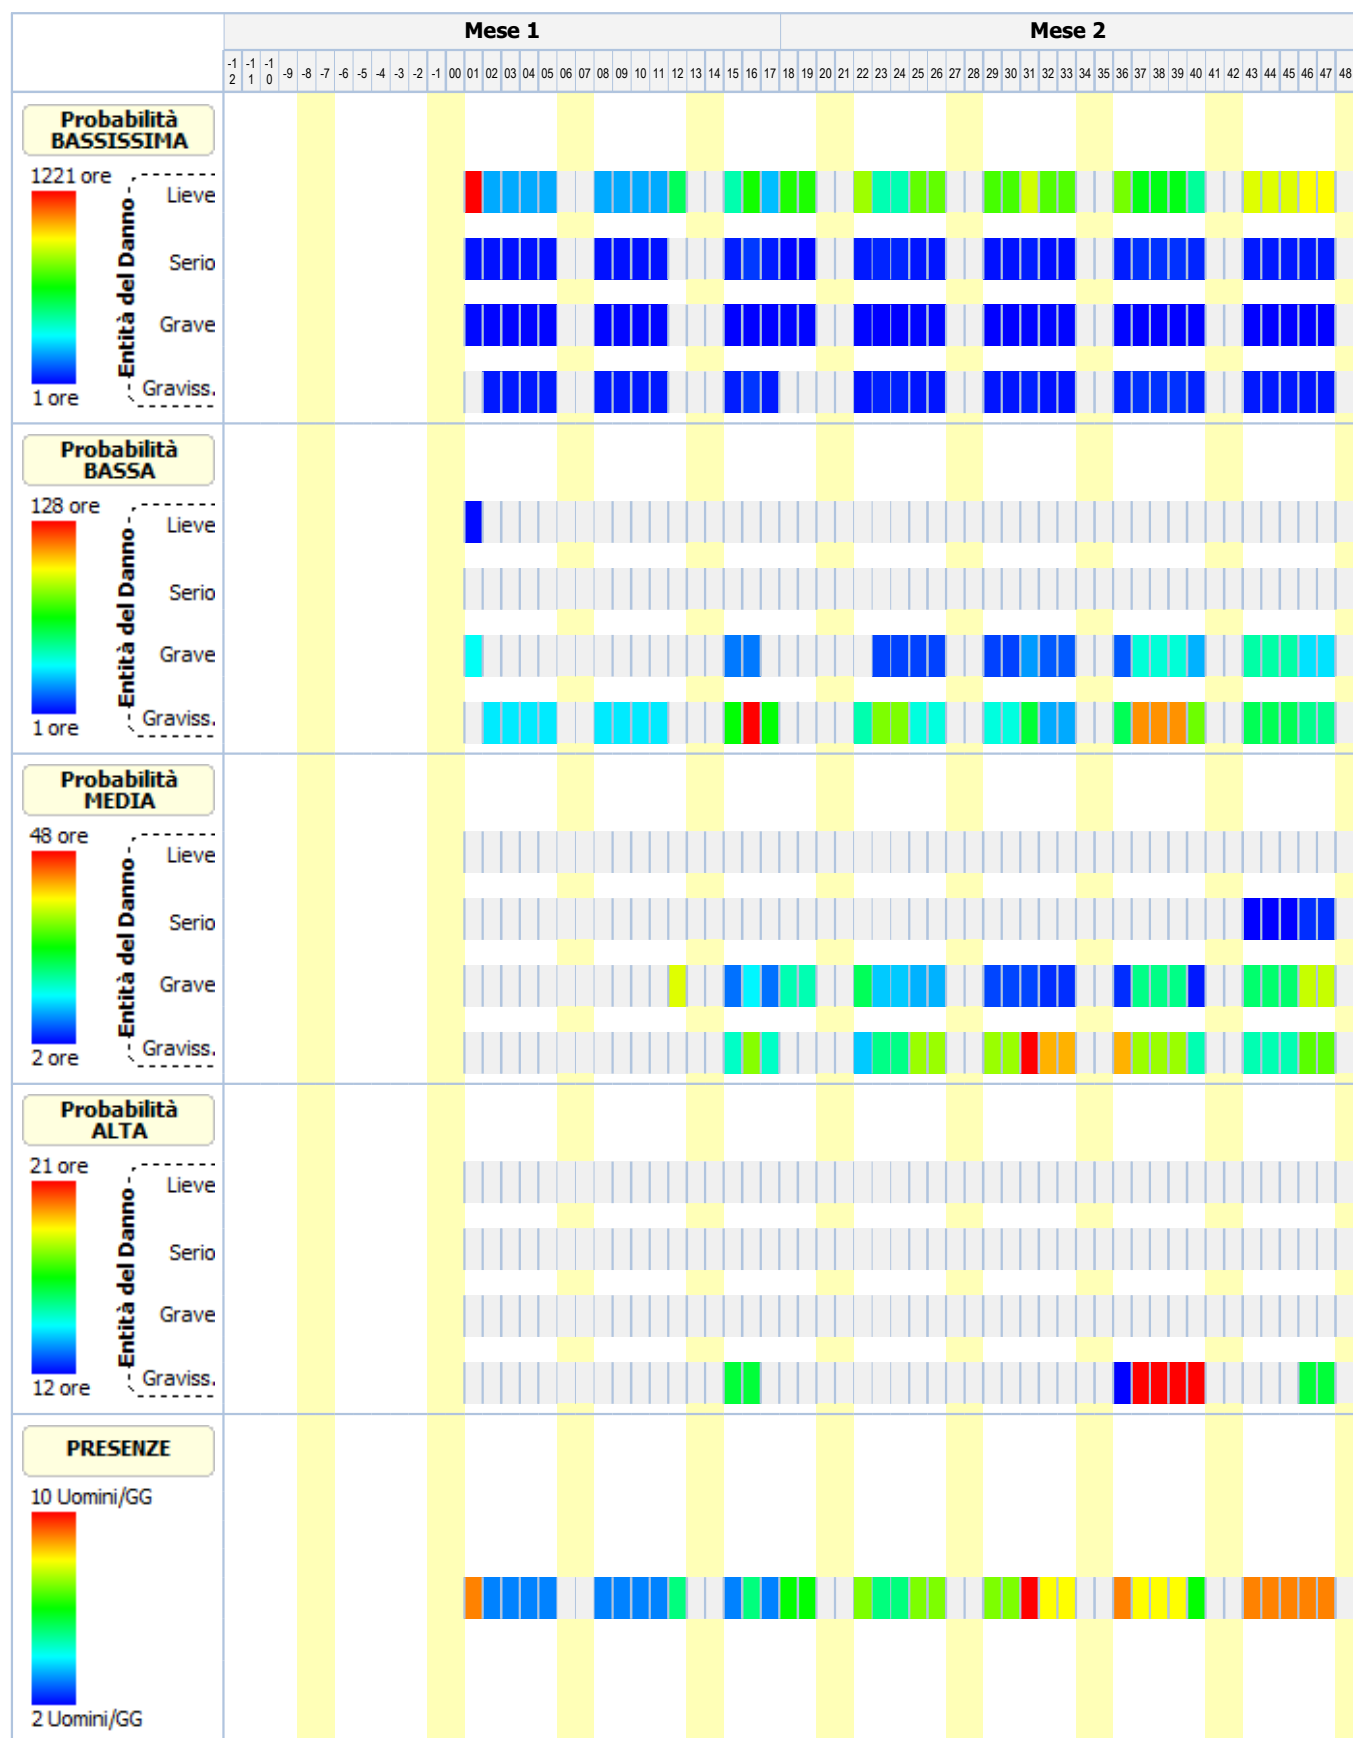 Mese 1 Mese 2
-12 -11 -10 -9 -8 -7 -6 -5 -4 -3 -2 -1 00 01 02 03 04 05 06 07 08 09 10 11 12 13 14 15 16 17 18 19 20 21 22 23 24 25 26 27 28 29 30 31 32 33 34 35 36 37 38 39 40 41 42 43 44 45 46 47 48
Probabilità
BASSISSIMA
1221 ore
Entità del Danno
Lieve
Serio
Grave
Graviss.
1 ore
Probabilità
BASSA
128 ore
Entità del Danno
Lieve
Serio
Grave
Graviss.
1 ore
Probabilità
MEDIA
48 ore
Entità del Danno
Lieve
Serio
Grave
Graviss.
2 ore
Probabilità
ALTA
21 ore
Entità del Danno
Lieve
Serio
Grave
Graviss.
12 ore
PRESENZE
10 Uomini/GG
2 Uomini/GG